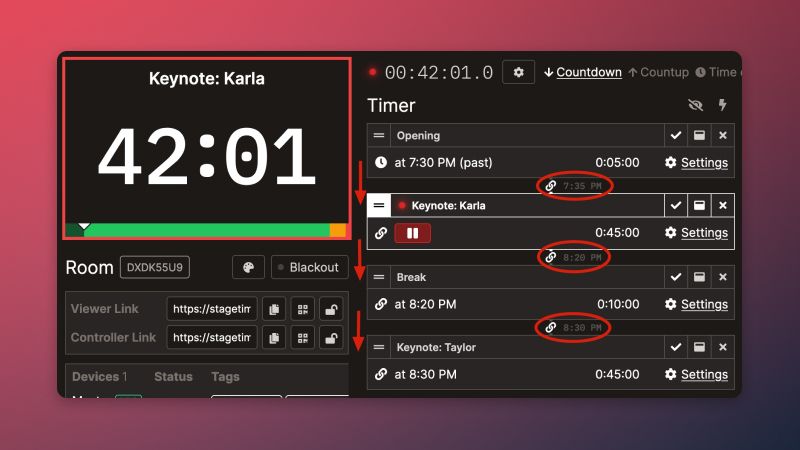 Keynote: Karla
42:01
Room DXDK55U9 Blackout
Viewer Link https://stagetim
Controller Link https://stagetim
Devices 1 Status Tags
00:42:01.0 Countdown Countup Time
Timer
Opening
at 7:30 PM (past) 0:05:00 Settings
7:35 PM
Keynote: Karla
0:45:00 Settings
8:20 PM
Break
at 8:20 PM 0:10:00 Settings
8:30 PM
Keynote: Taylor
at 8:30 PM 0:45:00 Settings